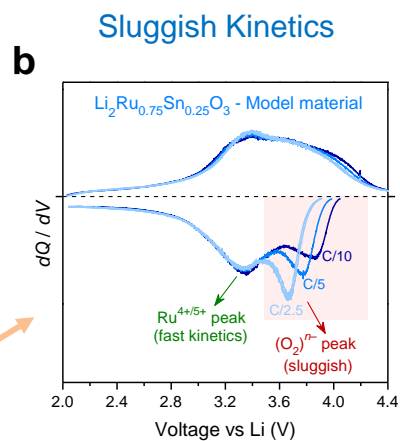 Sluggish Kinetics
b
Li₂Ru₀.₇₅Sn₀.₂₅O₃ - Model material
dQ / dV
C/10
C/5
C/2.5
Ru⁴⁺/⁵⁺ peak
(fast kinetics)
(O₂)ⁿ⁻ peak
(sluggish)
2.0 2.4 2.8 3.2 3.6 4.0 4.4
Voltage vs Li (V)